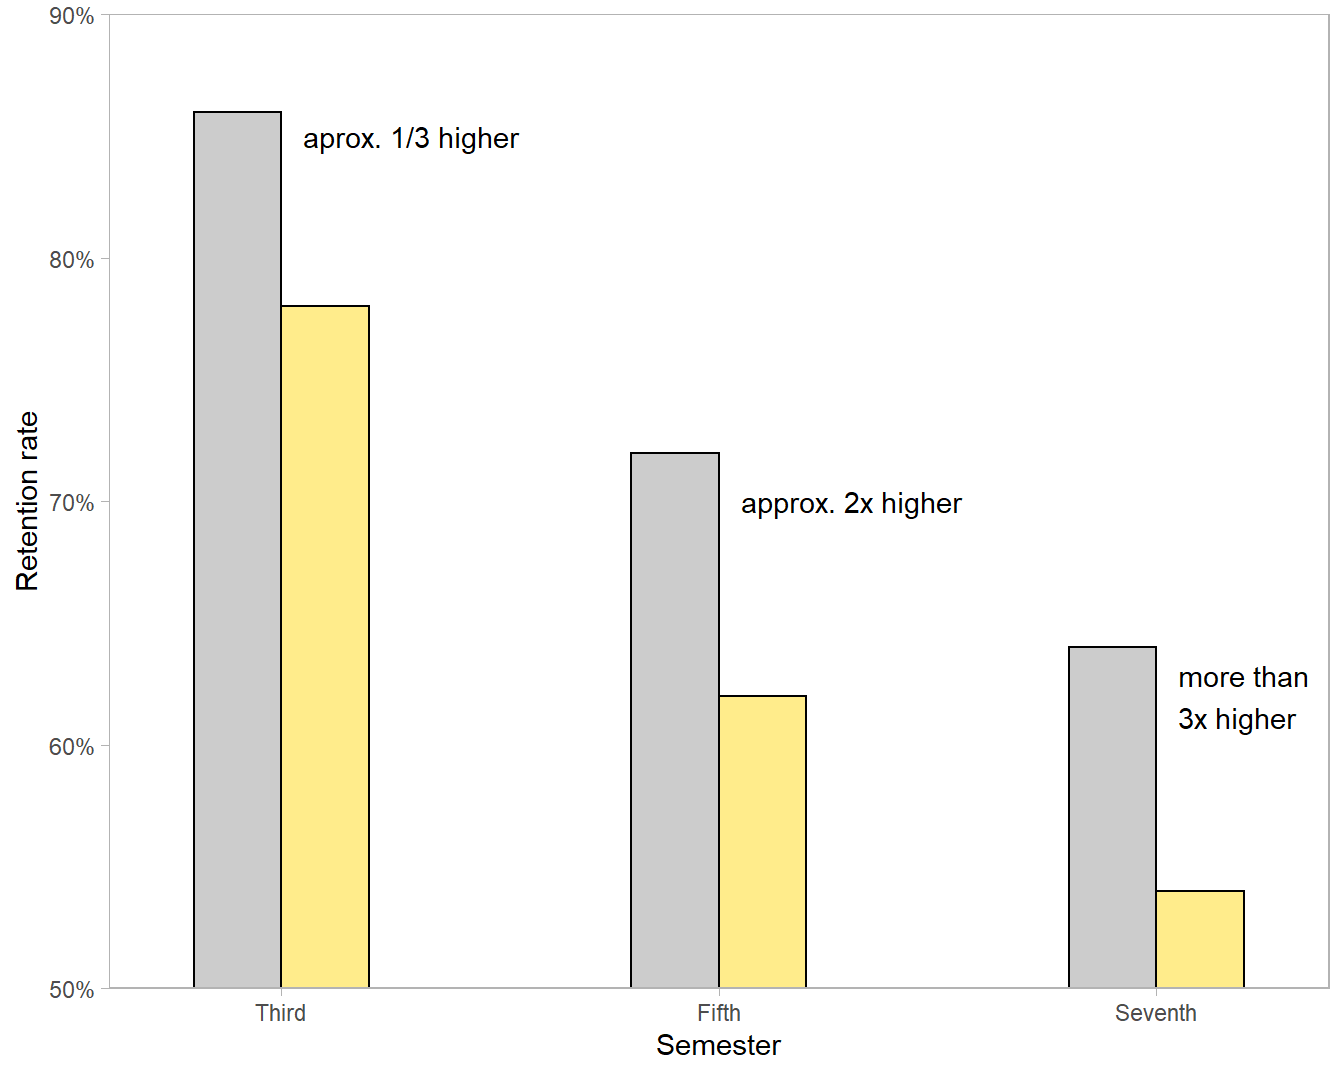 90%
aprox. 1/3 higher
80%
70%
approx. 2x higher
more than
3x higher
60%
50%
Retention rate
Third
Fifth
Seventh
Semester